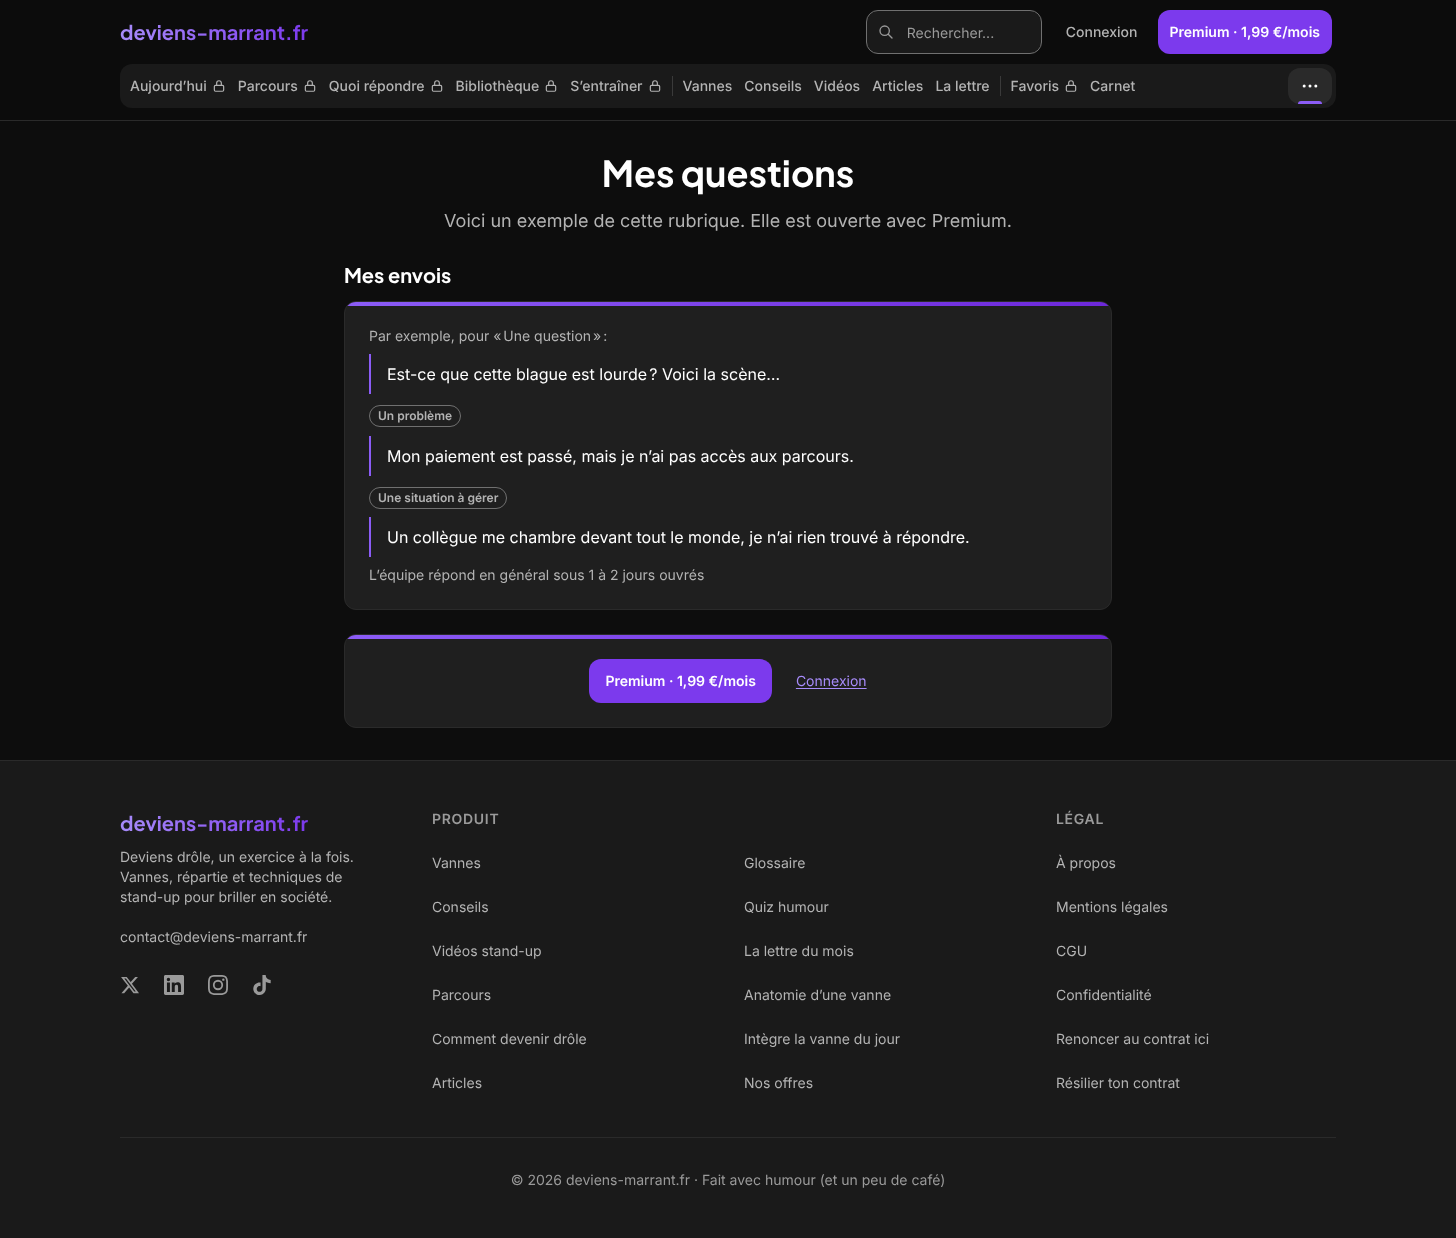 deviens-marrant.fr
Rechercher...
Connexion
Premium · 1,99 €/mois
Aujourd’hui
Parcours
Quoi répondre
Bibliothèque
S’entraîner
Vannes
Conseils
Vidéos
Articles
La lettre
Favoris
Carnet
Mes questions
Voici un exemple de cette rubrique. Elle est ouverte avec Premium.
Mes envois
Par exemple, pour « Une question » :
Est-ce que cette blague est lourde ? Voici la scène…
Un problème
Mon paiement est passé, mais je n’ai pas accès aux parcours.
Une situation à gérer
Un collègue me chambre devant tout le monde, je n’ai rien trouvé à répondre.
L’équipe répond en général sous 1 à 2 jours ouvrés
Premium · 1,99 €/mois
Connexion
deviens-marrant.fr
Deviens drôle, un exercice à la fois.
Vannes, répartie et techniques de
stand-up pour briller en société.
contact@deviens-marrant.fr
PRODUIT
Vannes
Conseils
Vidéos stand-up
Parcours
Comment devenir drôle
Articles
Glossaire
Quiz humour
La lettre du mois
Anatomie d’une vanne
Intègre la vanne du jour
Nos offres
LÉGAL
À propos
Mentions légales
CGU
Confidentialité
Renoncer au contrat ici
Résilier ton contrat
© 2026 deviens-marrant.fr · Fait avec humour (et un peu de café)